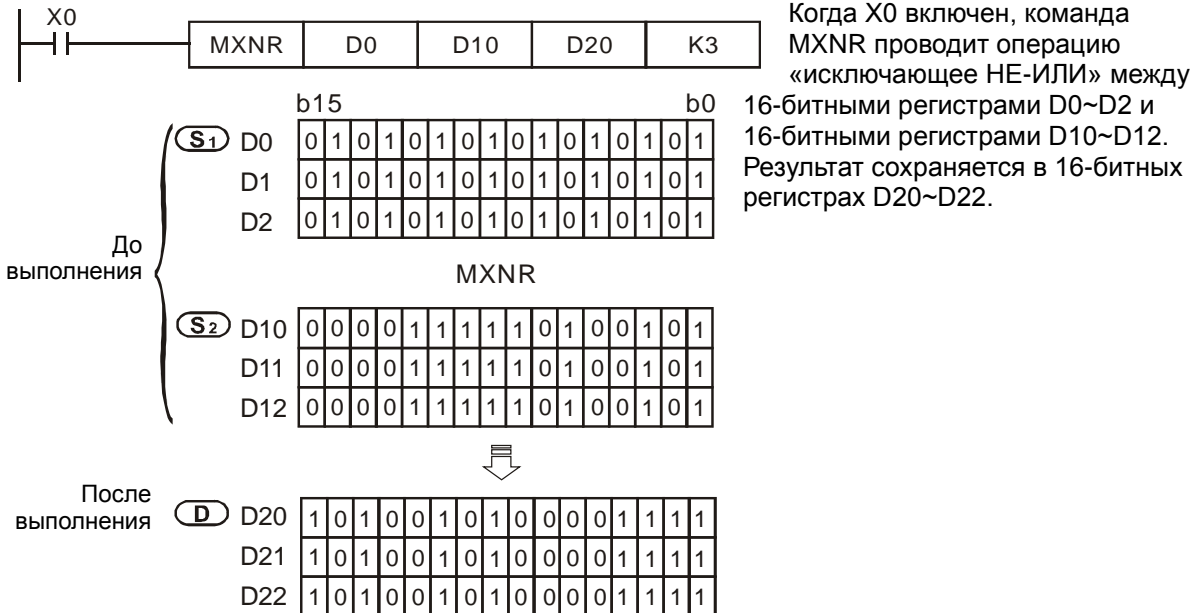 X0
MXNR D0 D10 D20 K3
Когда X0 включен, команда
MXNR проводит операцию
«исключающее НЕ-ИЛИ» между
16-битными регистрами D0~D2 и
16-битными регистрами D10~D12.
Результат сохраняется в 16-битных
регистрах D20~D22.
b15 b0
S1 D0 0 1 0 1 0 1 0 1 0 1 0 1 0 1 0 1
D1 0 1 0 1 0 1 0 1 0 1 0 1 0 1 0 1
D2 0 1 0 1 0 1 0 1 0 1 0 1 0 1 0 1
До
выполнения
MXNR
S2 D10 0 0 0 0 1 1 1 1 1 0 1 0 0 1 0 1
D11 0 0 0 0 1 1 1 1 1 0 1 0 0 1 0 1
D12 0 0 0 0 1 1 1 1 1 0 1 0 0 1 0 1
После
выполнения
D D20 1 0 1 0 0 1 0 1 0 0 0 0 1 1 1 1
D21 1 0 1 0 0 1 0 1 0 0 0 0 1 1 1 1
D22 1 0 1 0 0 1 0 1 0 0 0 0 1 1 1 1